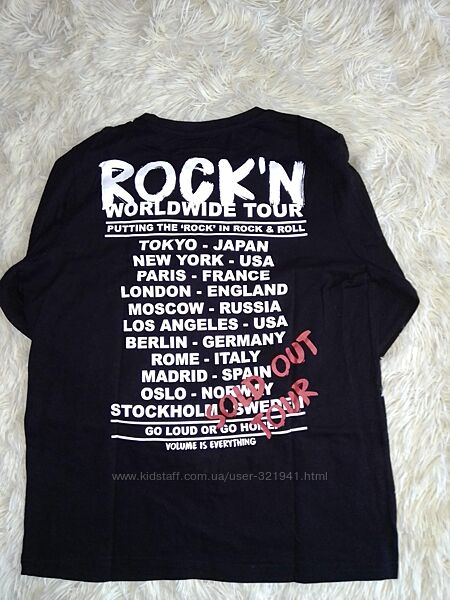 ROCK'N
WORLDWIDE TOUR
PUTTING THE 'ROCK' IN ROCK & ROLL
TOKYO - JAPAN
NEW YORK - USA
PARIS - FRANCE
LONDON - ENGLAND
MOSCOW - RUSSIA
LOS ANGELES - USA
BERLIN - GERMANY
ROME - ITALY
MADRID - SPAIN
OSLO - NORWAY
STOCKHOLM - SWEDEN
SOLD OUT
TOUR
GO LOUD OR GO HOME!
VOLUME IS EVERYTHING
www.kidstaff.com.ua/user-321941.html